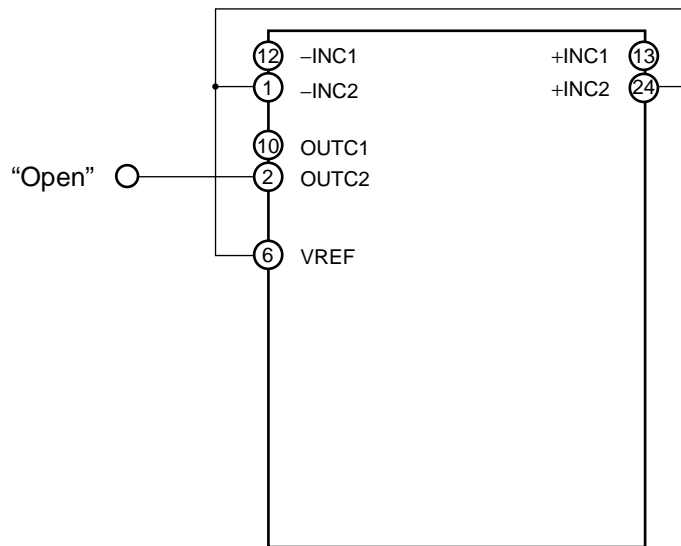 12 −INC1 +INC1 13
1 −INC2 +INC2 24
10 OUTC1
“Open” 2 OUTC2
6 VREF